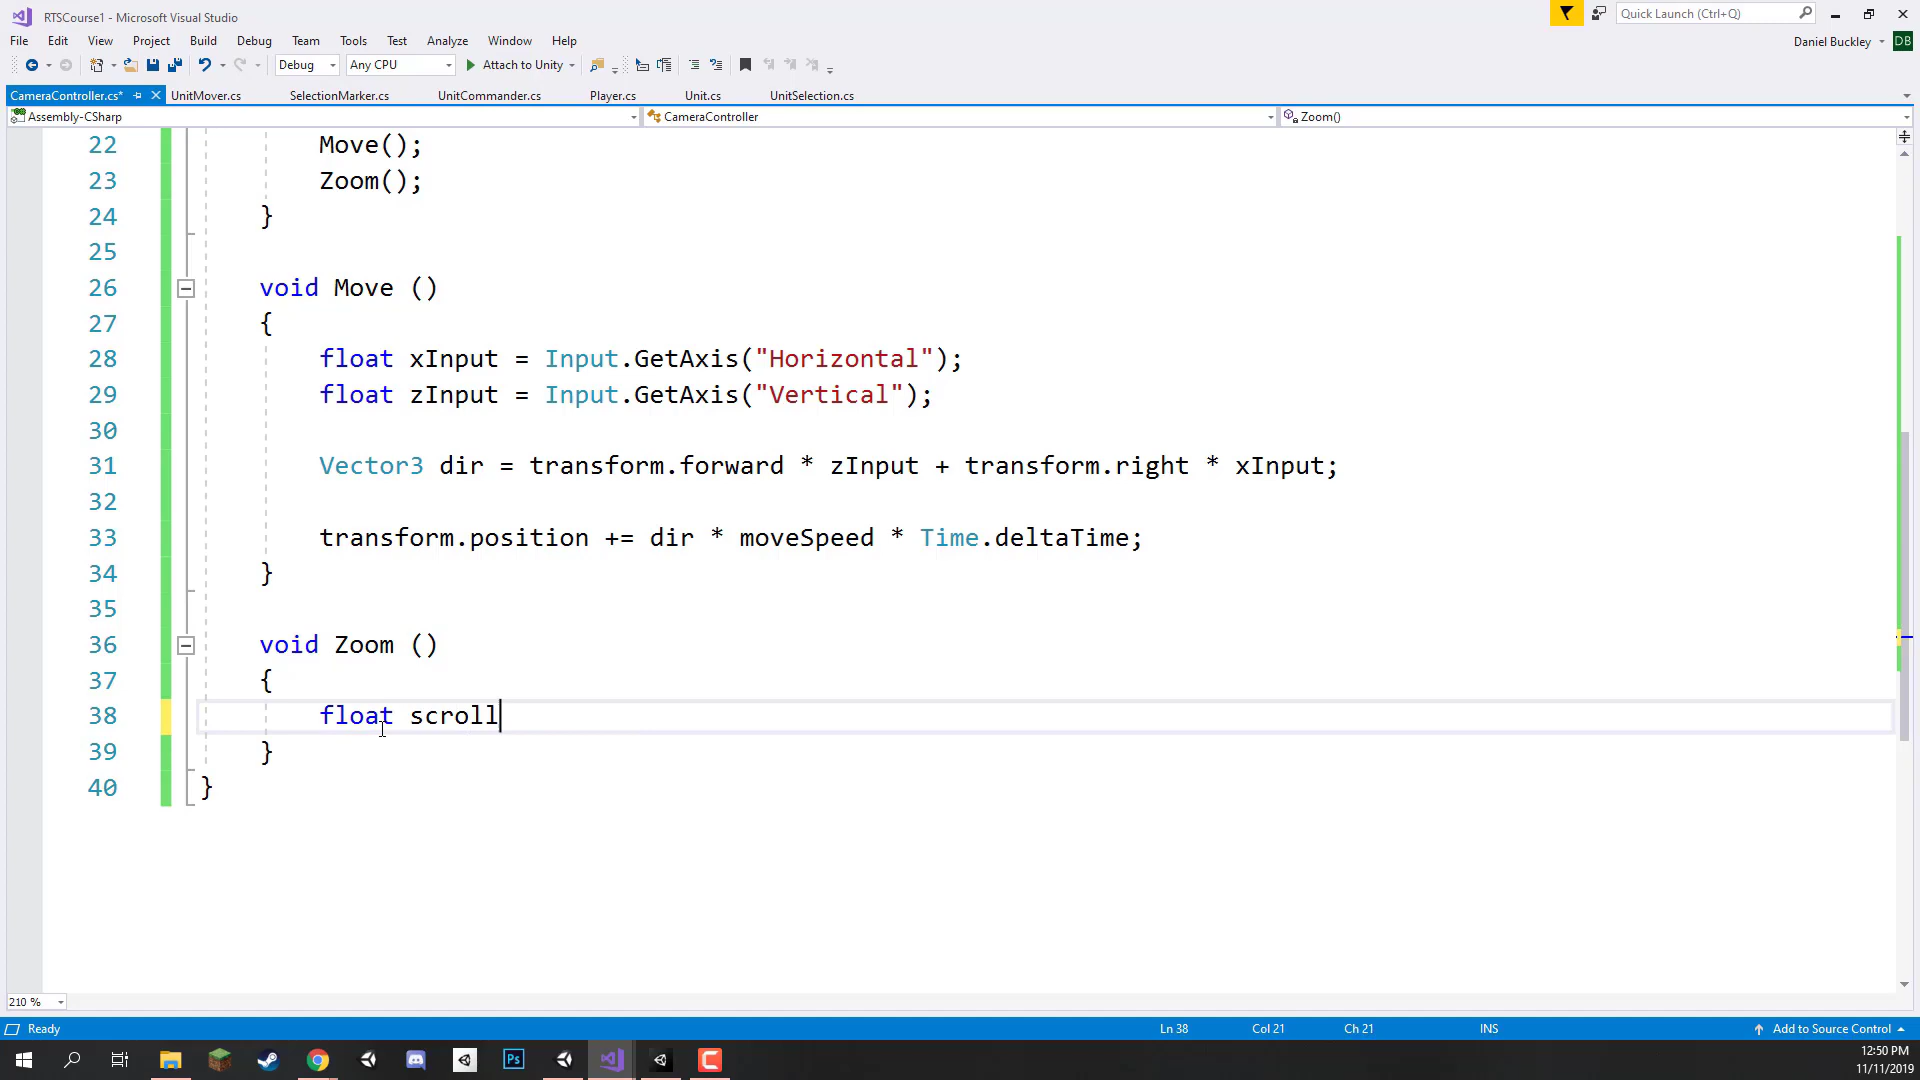 RTSCourse1 - Microsoft Visual Studio
Quick Launch (Ctrl+Q)
File Edit View Project Build Debug Team Tools Test Analyze Window Help
Daniel Buckley DB
Debug Any CPU Attach to Unity
CameraController.cs* UnitMover.cs SelectionMarker.cs UnitCommander.cs Player.cs Unit.cs UnitSelection.cs
Assembly-CSharp CameraController Zoom()
22 Move();
23 Zoom();
24 }
25
26 void Move ()
27 {
28 float xInput = Input.GetAxis("Horizontal");
29 float zInput = Input.GetAxis("Vertical");
30
31 Vector3 dir = transform.forward * zInput + transform.right * xInput;
32
33 transform.position += dir * moveSpeed * Time.deltaTime;
34 }
35
36 void Zoom ()
37 {
38 float scroll
39 }
40 }
210 %
Ready Ln 38 Col 21 Ch 21 INS Add to Source Control
Ps
12:50 PM
11/11/2019